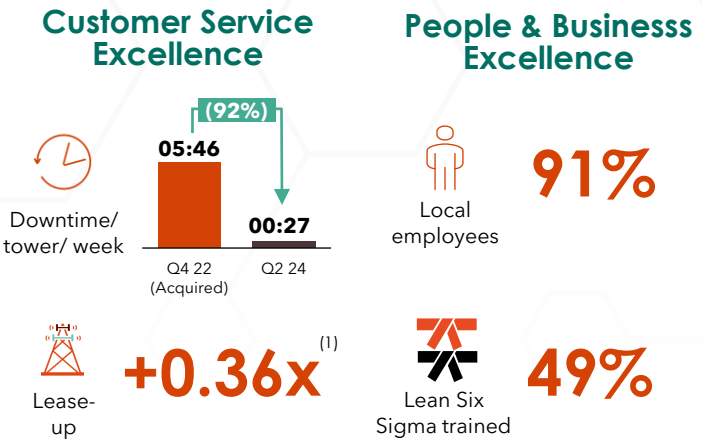 Customer Service
Excellence
(92%)
05:46
00:27
Downtime/
tower/ week
Q4 22
(Acquired)
Q2 24
Lease-
up
+0.36x(1)
People & Businesss
Excellence
Local
employees
91%
Lean Six
Sigma trained
49%